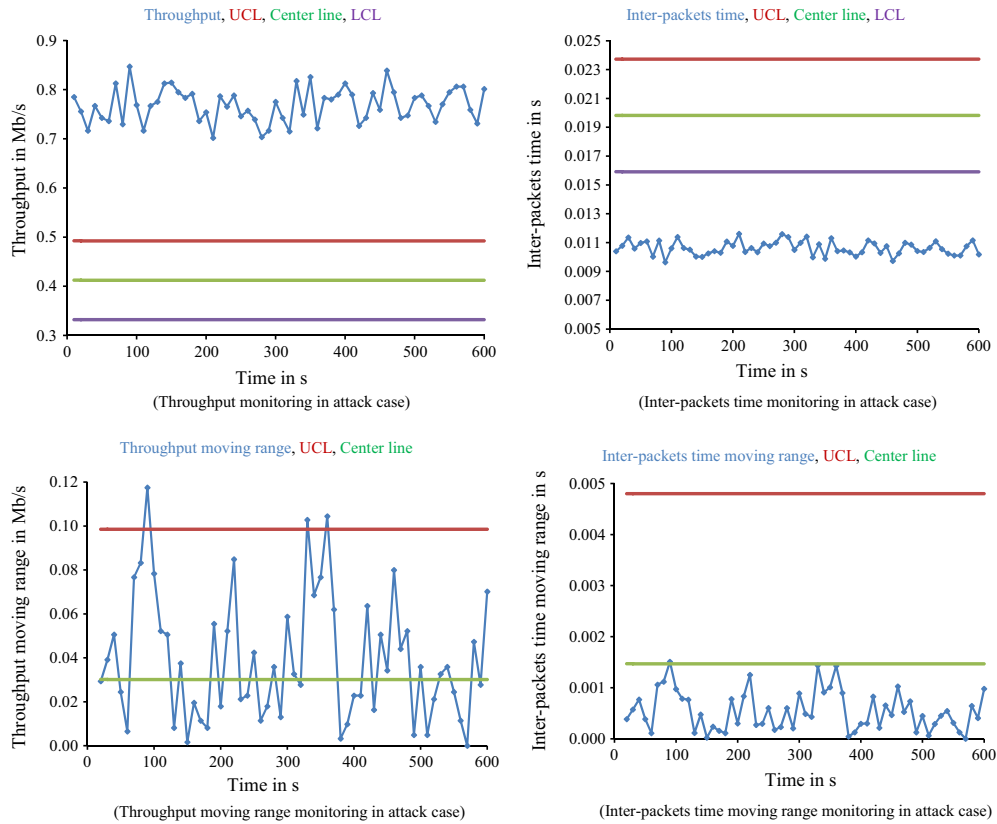 Throughput, UCL, Center line, LCL
0.9
0.8
0.7
0.6
0.5
0.4
0.3
Throughput in Mb/s
0 100 200 300 400 500 600
Time in s
(Throughput monitoring in attack case)
Inter-packets time, UCL, Center line, LCL
0.025
0.023
0.021
0.019
0.017
0.015
0.013
0.011
0.009
0.007
0.005
Inter-packets time in s
0 100 200 300 400 500 600
Time in s
(Inter-packets time monitoring in attack case)
Throughput moving range, UCL, Center line
0.12
0.10
0.08
0.06
0.04
0.02
0.00
Throughput moving range in Mb/s
0 100 200 300 400 500 600
Time in s
(Throughput moving range monitoring in attack case)
Inter-packets time moving range, UCL, Center line
0.005
0.004
0.003
0.002
0.001
0.000
Inter-packets time moving range in s
0 100 200 300 400 500 600
Time in s
(Inter-packets time moving range monitoring in attack case)